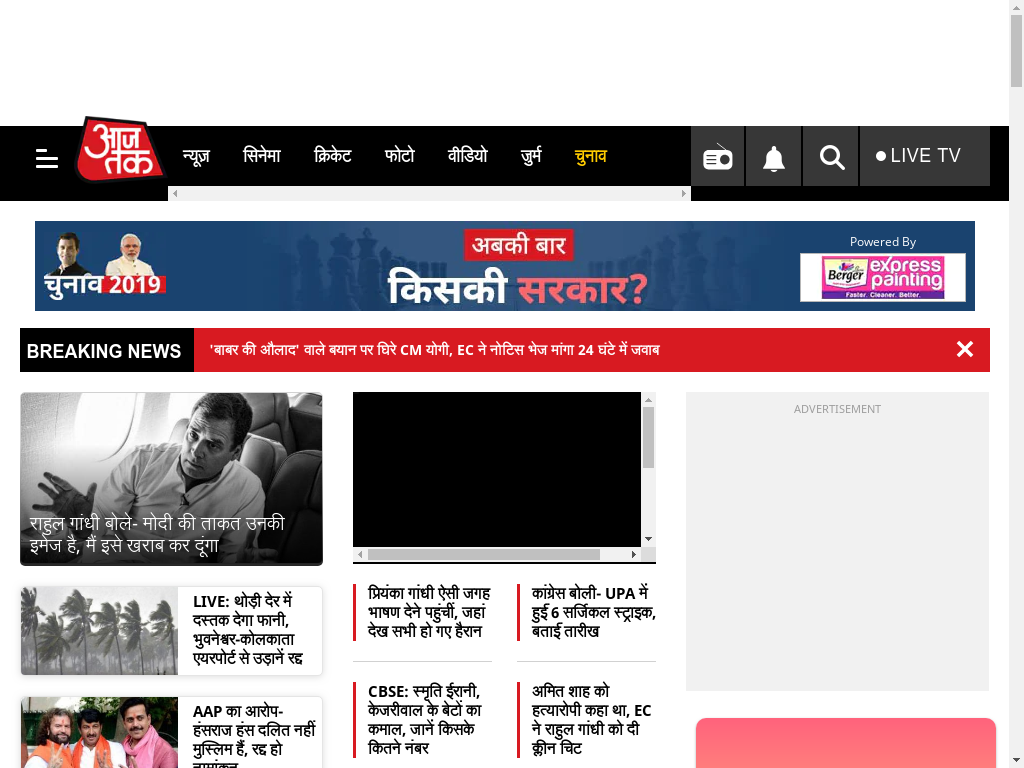 आज तक
न्यूज़ सिनेमा क्रिकेट फोटो वीडियो जुर्म चुनाव
LIVE TV
चुनाव 2019
अबकी बार
किसकी सरकार?
Powered By
Berger express painting
Faster. Cleaner. Better.
BREAKING NEWS
'बाबर की औलाद' वाले बयान पर घिरे CM योगी, EC ने नोटिस भेज मांगा 24 घंटे में जवाब
राहुल गांधी बोले- मोदी की ताकत उनकी
इमेज है, मैं इसे खराब कर दूंगा
LIVE: थोड़ी देर में
दस्तक देगा फानी,
भुवनेश्वर-कोलकाता
एयरपोर्ट से उड़ानें रद्द
AAP का आरोप-
हंसराज हंस दलित नहीं
मुस्लिम हैं, रद्द हो
नामांकन
प्रियंका गांधी ऐसी जगह
भाषण देने पहुंचीं, जहां
देख सभी हो गए हैरान
कांग्रेस बोली- UPA में
हुईं 6 सर्जिकल स्ट्राइक,
बताईं तारीख
CBSE: स्मृति ईरानी,
केजरीवाल के बेटों का
कमाल, जानें किसके
कितने नंबर
अमित शाह को
हत्यारोपी कहा था, EC
ने राहुल गांधी को दी
क्लीन चिट
ADVERTISEMENT